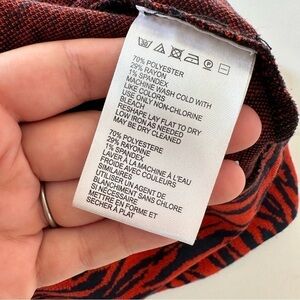 70% POLYESTER
29% RAYON
1% SPANDEX
MACHINE WASH COLD WITH
LIKE COLORS
USE ONLY NON-CHLORINE
BLEACH
RESHAPE LAY FLAT TO DRY
LOW IRON AS NEEDED
MAY BE DRY CLEANED
70% POLYESTERE
29% RAYONNE
1% SPANDEX
LAVER À LA MACHINE À L'EAU
FROIDE AVEC COULEURS
SIMILAIRES
UTILISER UN AGENT DE
BLANCHIMENT SANS CHLORE
SI NÉCESSAIRE
METTRE EN FORME ET
SÉCHER À PLAT